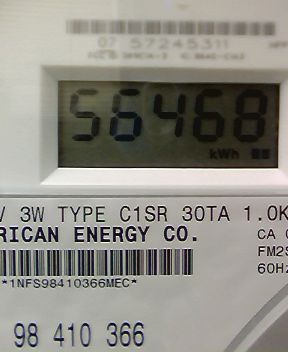 07 57245311
56468
kWh
V 3W TYPE C1SR 30TA 1.0K
RICAN ENERGY CO.
CA
FM2S
60Hz
*1NFS98410366MEC*
98 410 366